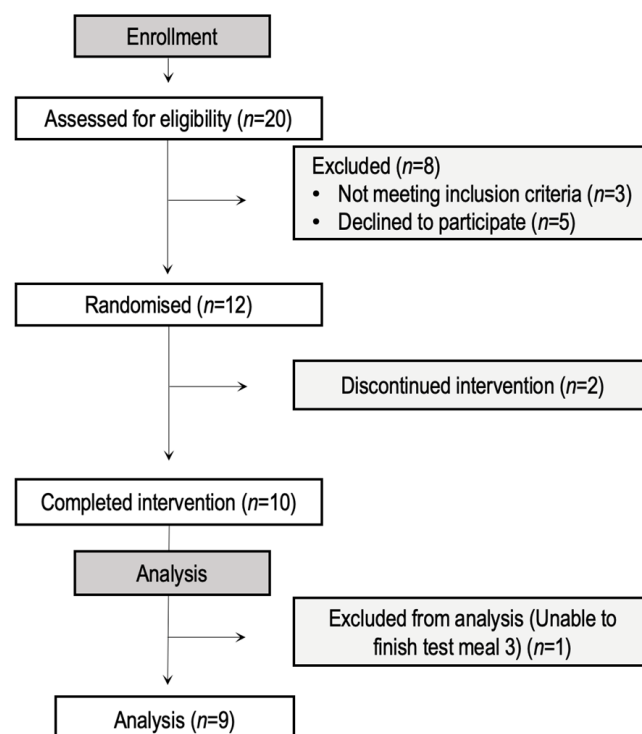 Enrollment
Assessed for eligibility (n=20)
Excluded (n=8)
• Not meeting inclusion criteria (n=3)
• Declined to participate (n=5)
Randomised (n=12)
Discontinued intervention (n=2)
Completed intervention (n=10)
Analysis
Excluded from analysis (Unable to
finish test meal 3) (n=1)
Analysis (n=9)